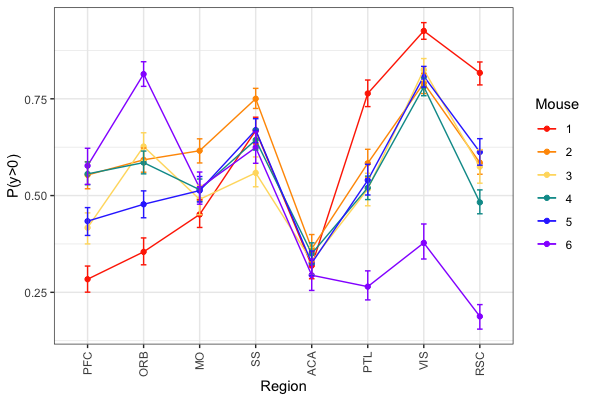 P(y>0)
0.75
0.50
0.25
PFC
ORB
MO
SS
ACA
PTL
VIS
RSC
Region
Mouse
1
2
3
4
5
6